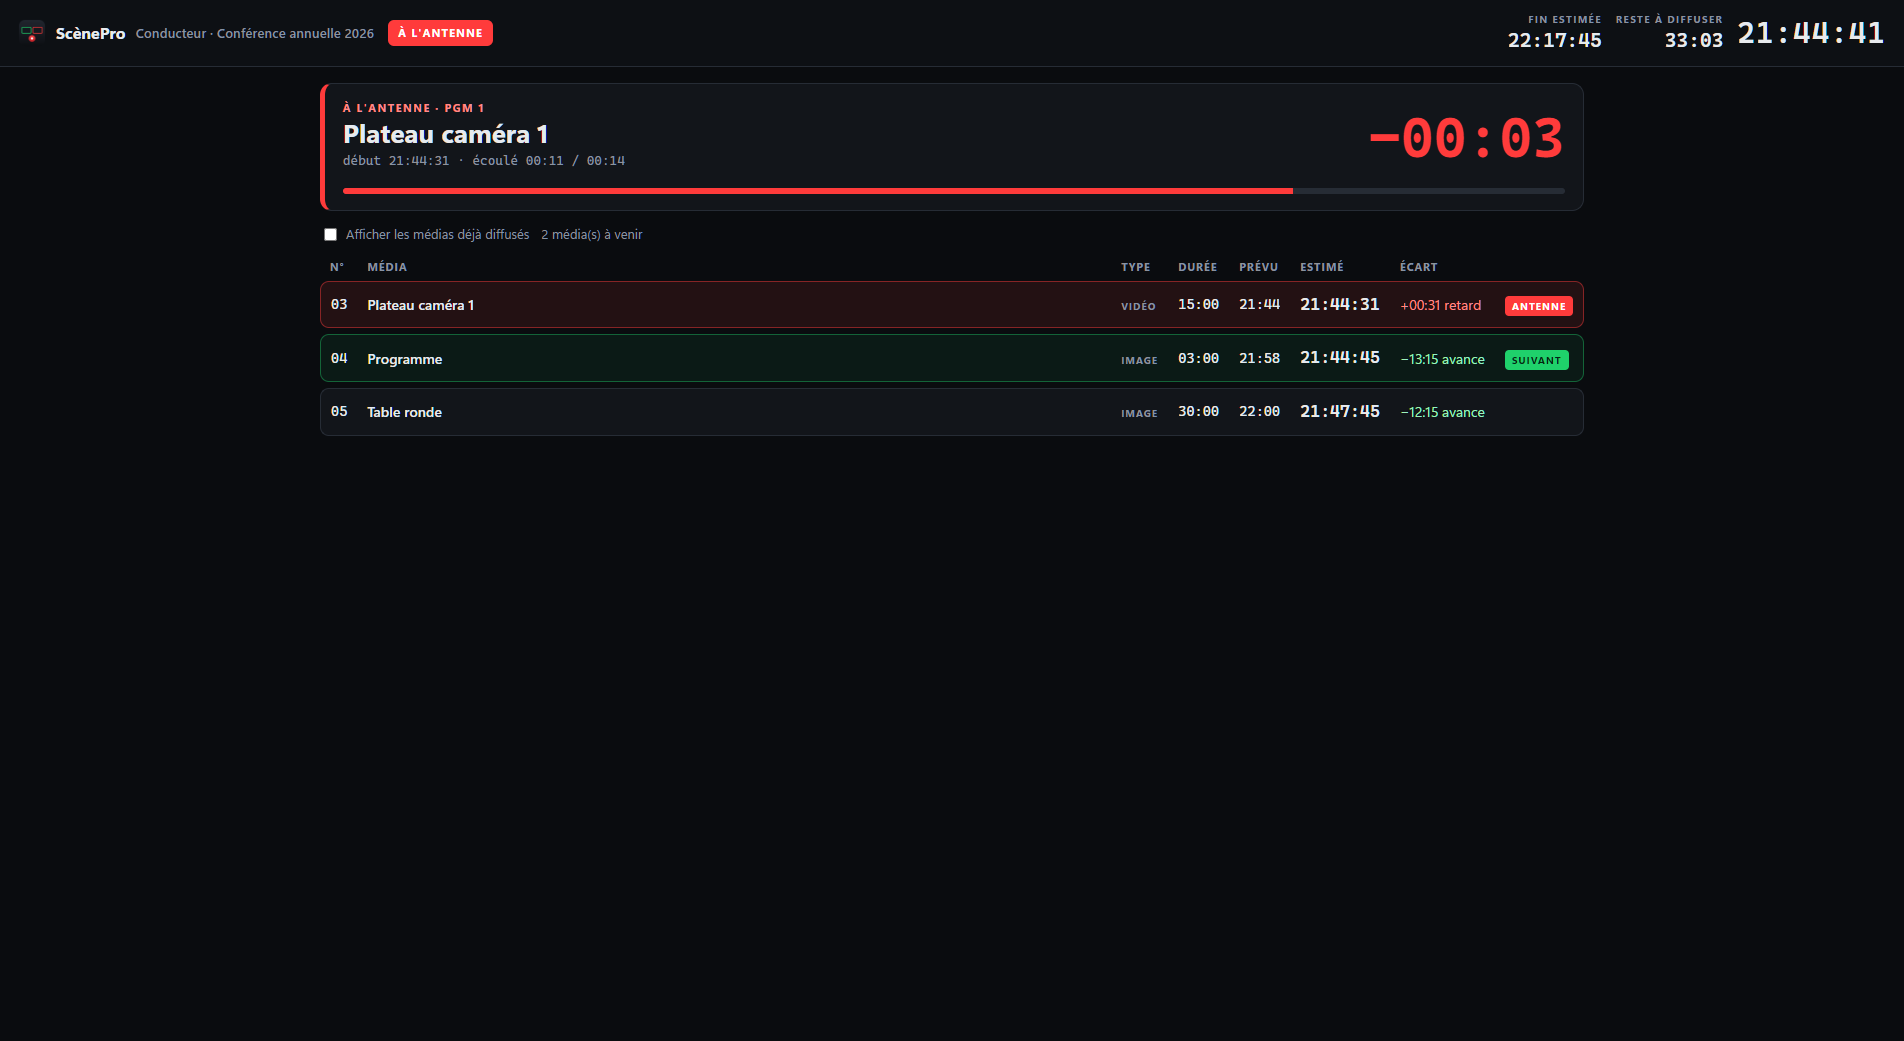 ScènePro Conducteur · Conférence annuelle 2026 À L'ANTENNE
FIN ESTIMÉE
22:17:45
RESTE À DIFFUSER
33:03
21:44:41
À L'ANTENNE · PGM 1
Plateau caméra 1
début 21:44:31 · écoulé 00:11 / 00:14
−00:03
Afficher les médias déjà diffusés 2 média(s) à venir
N° MÉDIA TYPE DURÉE PRÉVU ESTIMÉ ÉCART
03 Plateau caméra 1 VIDÉO 15:00 21:44 21:44:31 +00:31 retard ANTENNE
04 Programme IMAGE 03:00 21:58 21:44:45 −13:15 avance SUIVANT
05 Table ronde IMAGE 30:00 22:00 21:47:45 −12:15 avance